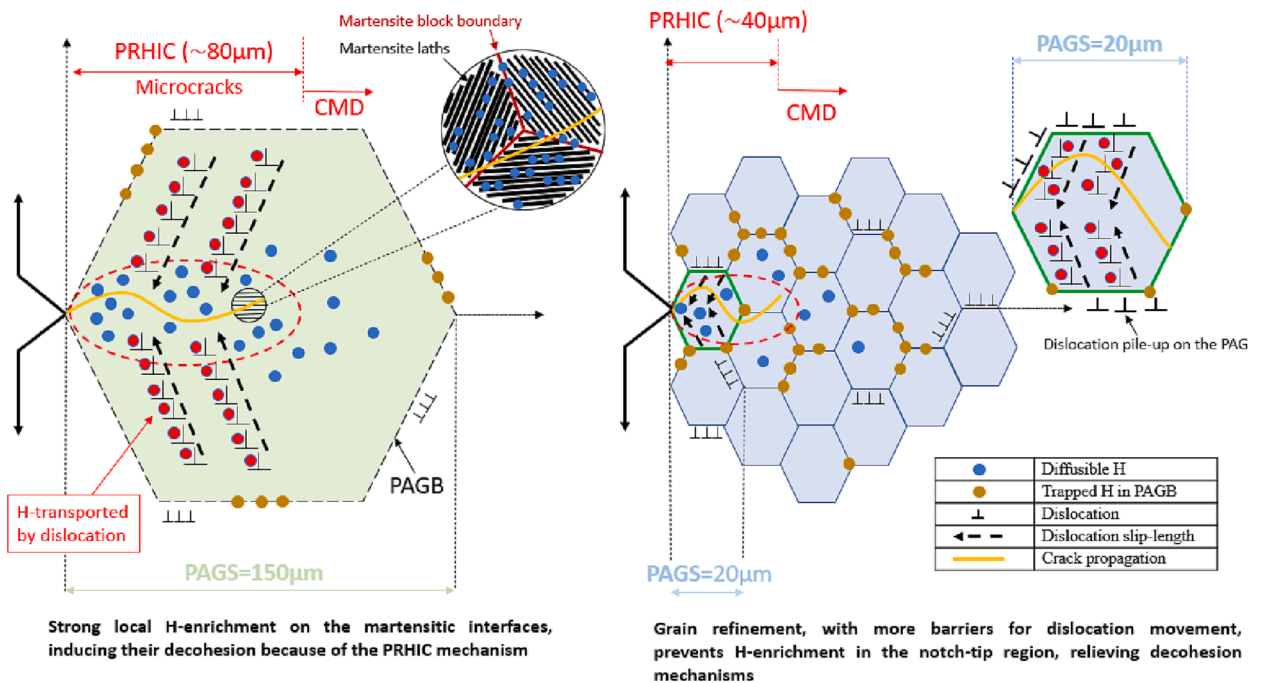 Martensite block boundary
Martensite laths
PRHIC (~80μm)
Microcracks
CMD
H-transported
by dislocation
PAGB
PAGS=150μm
Strong local H-enrichment on the martensitic interfaces,
inducing their decohesion because of the PRHIC mechanism
PRHIC (~40μm)
CMD
PAGS=20μm
Dislocation pile-up on the PAG
PAGS=20μm
Diffusible H
Trapped H in PAGB
Dislocation
Dislocation slip-length
Crack propagation
Grain refinement, with more barriers for dislocation movement,
prevents H-enrichment in the notch-tip region, relieving decohesion
mechanisms